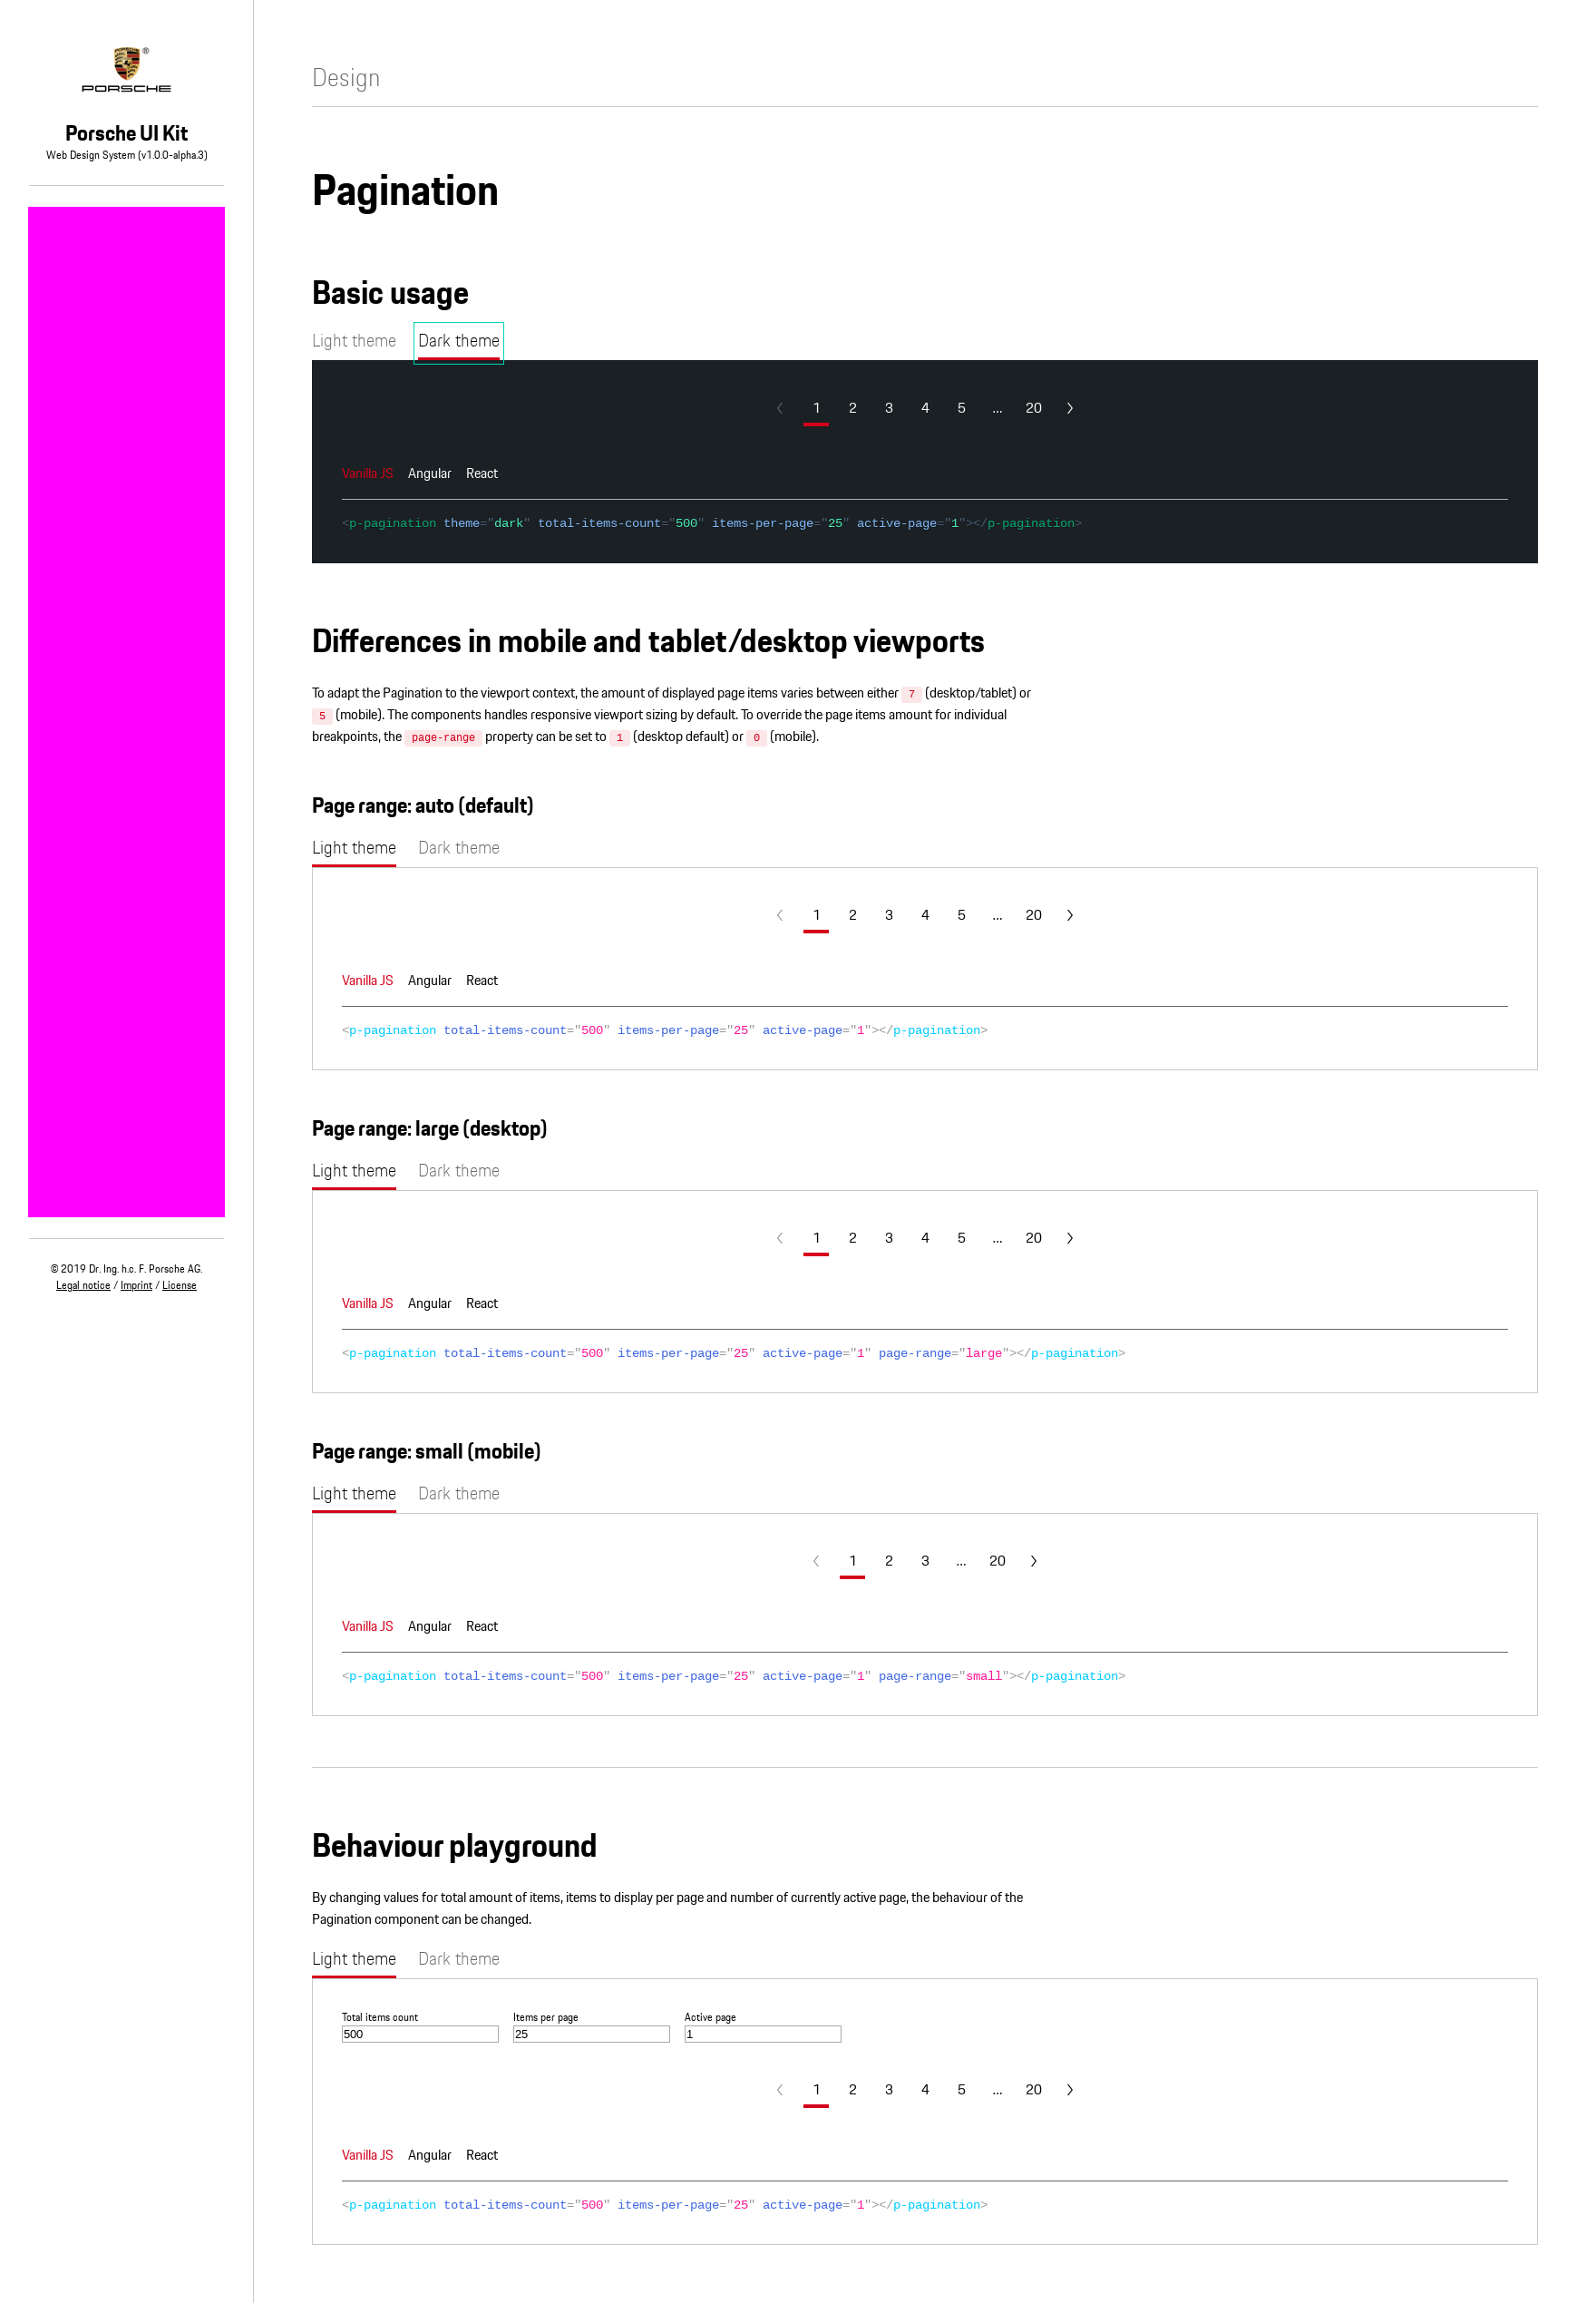 PORSCHE ®
Porsche UI Kit
Web Design System (v1.0.0-alpha.3)
© 2019 Dr. Ing. h.c. F. Porsche AG.
Legal notice / Imprint / License
Design
Pagination
Basic usage
Light theme Dark theme
1 2 3 4 5 ... 20
Vanilla JS Angular React
<p-pagination theme="dark" total-items-count="500" items-per-page="25" active-page="1"></p-pagination>
Differences in mobile and tablet/desktop viewports
To adapt the Pagination to the viewport context, the amount of displayed page items varies between either 7 (desktop/tablet) or
5 (mobile). The components handles responsive viewport sizing by default. To override the page items amount for individual
breakpoints, the page-range property can be set to 1 (desktop default) or 0 (mobile).
Page range: auto (default)
Light theme Dark theme
1 2 3 4 5 ... 20
Vanilla JS Angular React
<p-pagination total-items-count="500" items-per-page="25" active-page="1"></p-pagination>
Page range: large (desktop)
Light theme Dark theme
1 2 3 4 5 ... 20
Vanilla JS Angular React
<p-pagination total-items-count="500" items-per-page="25" active-page="1" page-range="large"></p-pagination>
Page range: small (mobile)
Light theme Dark theme
1 2 3 ... 20
Vanilla JS Angular React
<p-pagination total-items-count="500" items-per-page="25" active-page="1" page-range="small"></p-pagination>
Behaviour playground
By changing values for total amount of items, items to display per page and number of currently active page, the behaviour of the
Pagination component can be changed.
Light theme Dark theme
Total items count Items per page Active page
500 25 1
1 2 3 4 5 ... 20
Vanilla JS Angular React
<p-pagination total-items-count="500" items-per-page="25" active-page="1"></p-pagination>